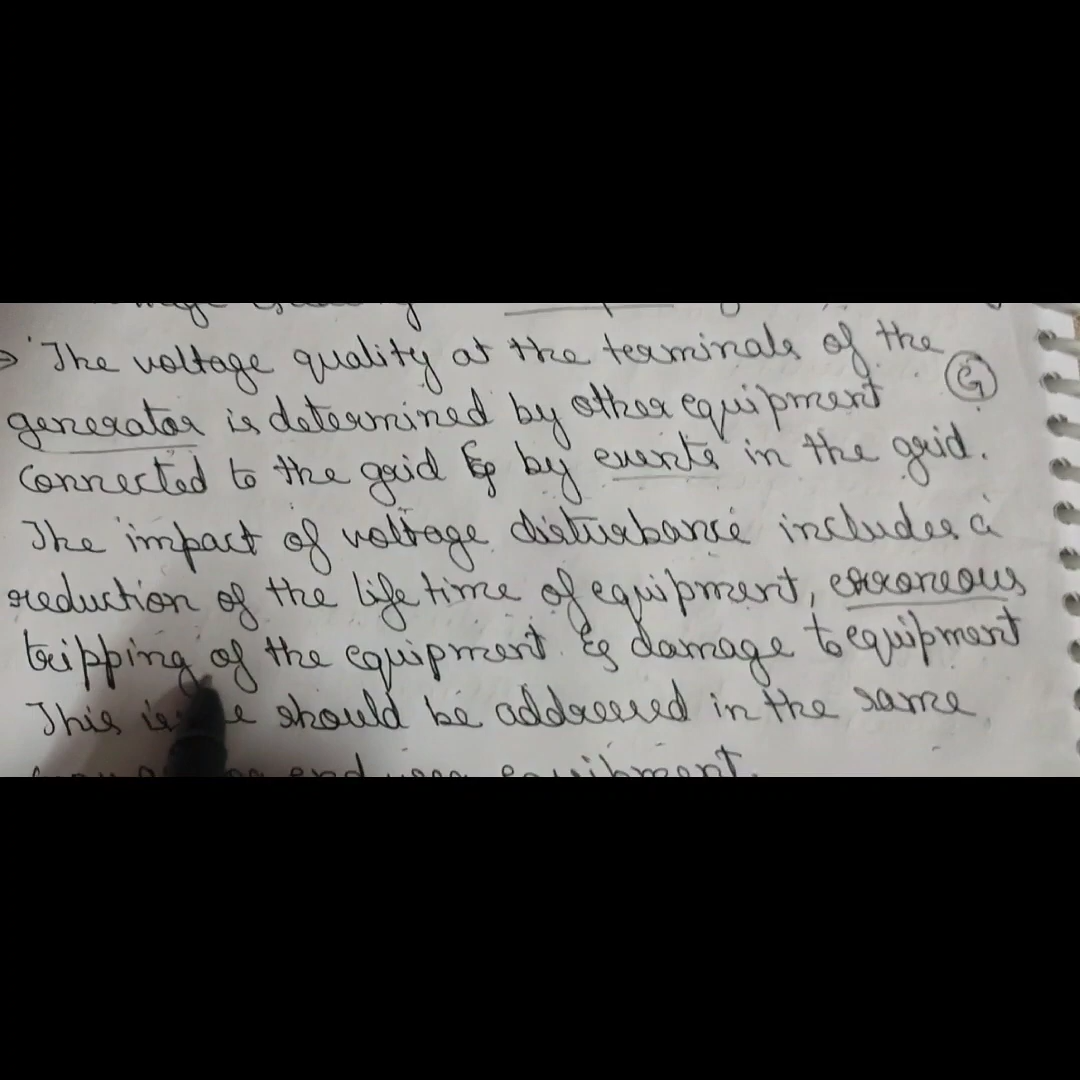 → The voltage quality at the terminals of the
G
generator is determined by other equipment
connected to the grid & by events in the grid.
The impact of voltage disturbance includes a
reduction of the life time of equipment, erroneous
tripping of the equipment & damage to equipment
This should be addressed in the same
end equipment.